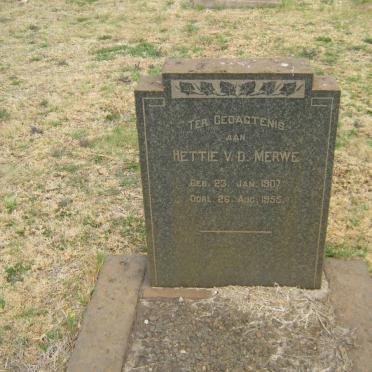 TER GEDAGTENIS
AAN
HETTIE V.D. MERWE
GEB. 23. JAN. 1907
OORL. 26. AUG. 1955.